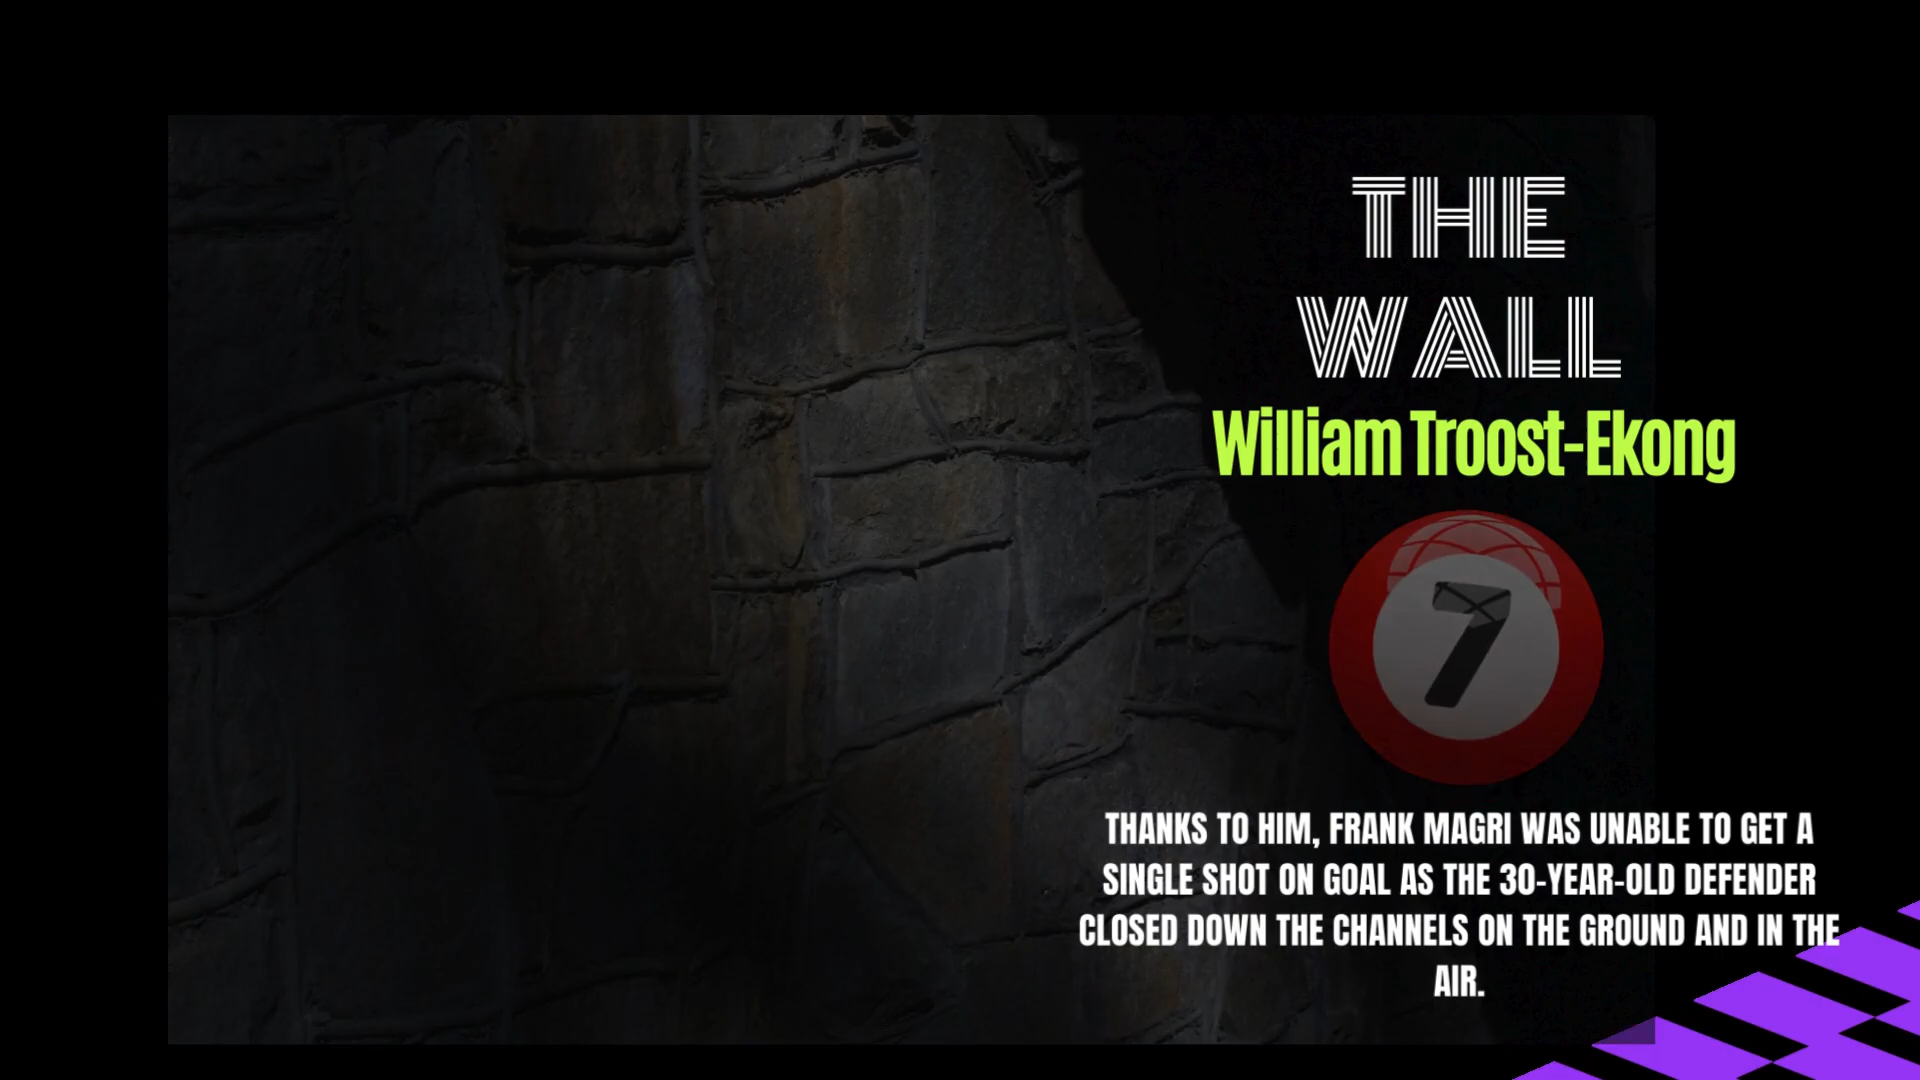 THE
WALL
William Troost-Ekong
7
THANKS TO HIM, FRANK MAGRI WAS UNABLE TO GET A
SINGLE SHOT ON GOAL AS THE 30-YEAR-OLD DEFENDER
CLOSED DOWN THE CHANNELS ON THE GROUND AND IN THE
AIR.